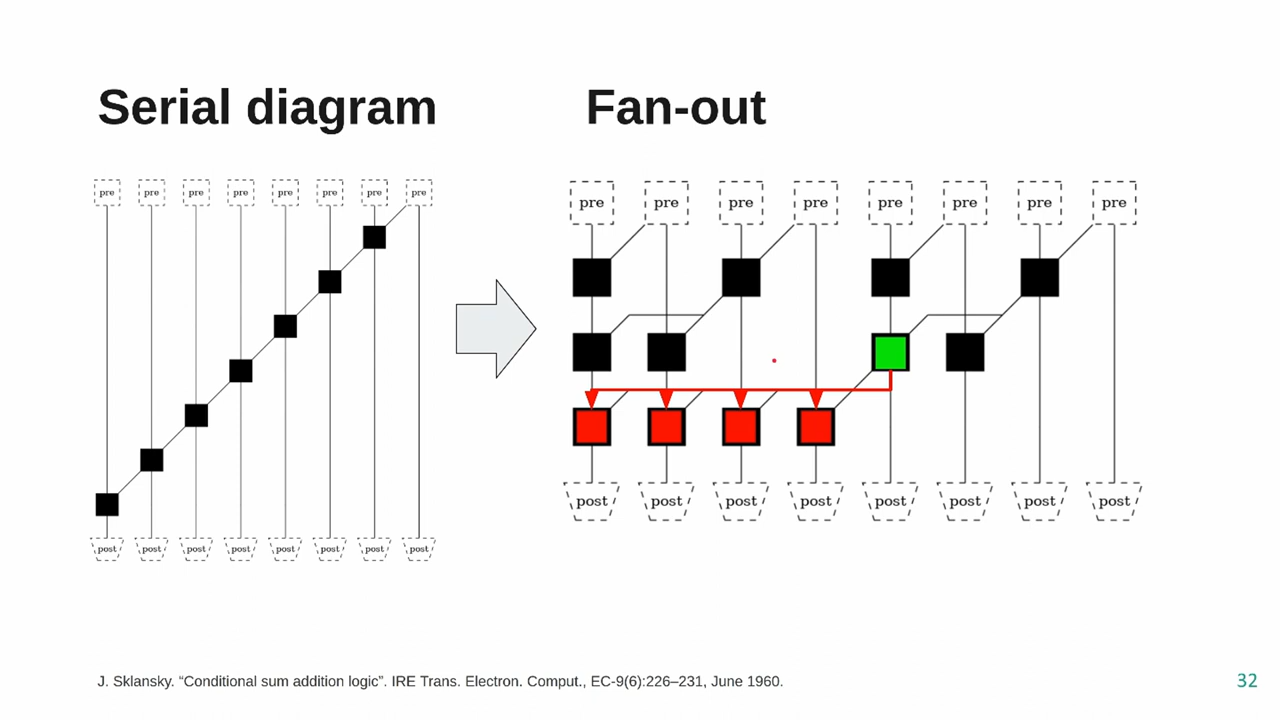 Serial diagram
Fan-out
pre pre pre pre pre pre pre pre
post post post post post post post post
pre pre pre pre pre pre pre pre
post post post post post post post post
J. Sklansky. “Conditional sum addition logic”. IRE Trans. Electron. Comput., EC-9(6):226–231, June 1960.
32